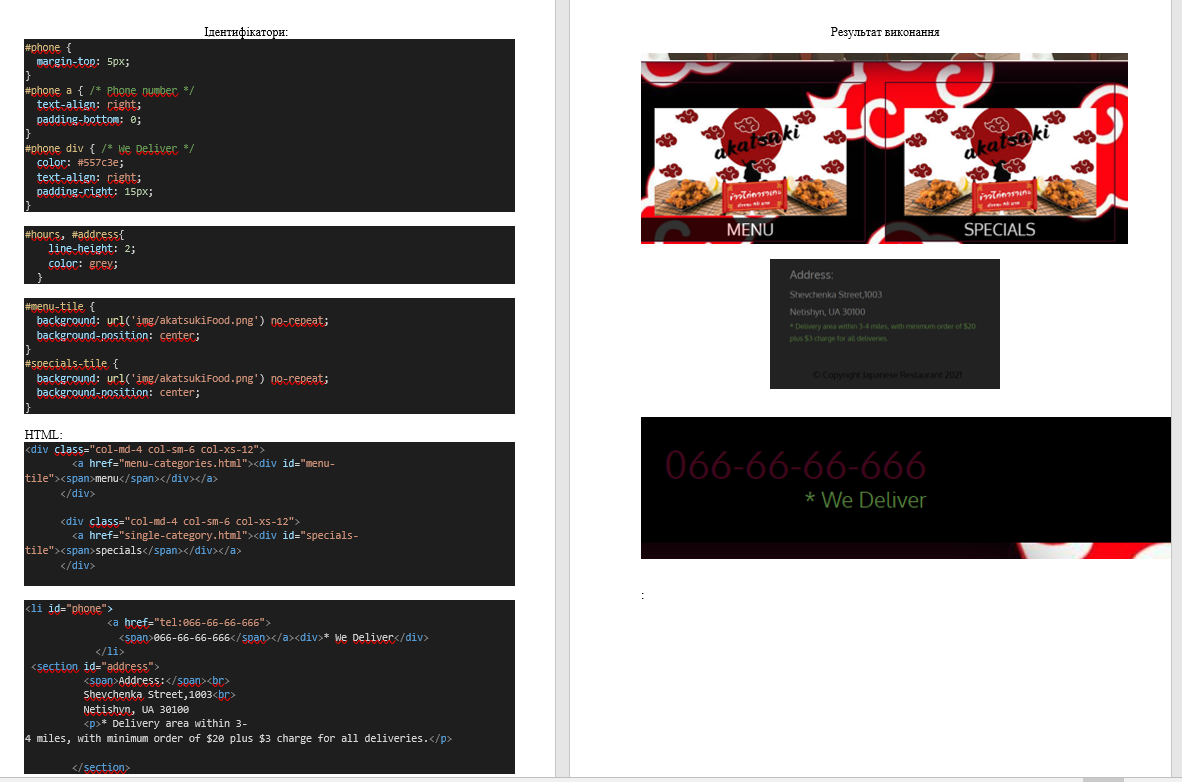 Ідентифікатори:
#phone {
  margin-top: 5px;
}
#phone a { /* Phone number */
  text-align: right;
  padding-bottom: 0;
}
#phone div { /* We Deliver */
  color: #557c3e;
  text-align: right;
  padding-right: 15px;
}
#hours, #address{
    line-height: 2;
    color: grey;
  }
#menu-tile {
  background: url('img/akatsukiFood.png') no-repeat;
  background-position: center;
}
#specials-tile {
  background: url('img/akatsukiFood.png') no-repeat;
  background-position: center;
}
HTML:
<div class="col-md-4 col-sm-6 col-xs-12">
        <a href="menu-categories.html"><div id="menu-
tile"><span>menu</span></div></a>
      </div>
      <div class="col-md-4 col-sm-6 col-xs-12">
        <a href="single-category.html"><div id="specials-
tile"><span>specials</span></div></a>
      </div>
<li id="phone">
              <a href="tel:066-66-66-666">
                <span>066-66-66-666</span></a><div>* We Deliver</div>
            </li>
 <section id="address">
          <span>Address:</span><br>
          Shevchenka Street,1003<br>
          Netishyn, UA 30100
          <p>* Delivery area within 3-
4 miles, with minimum order of $20 plus $3 charge for all deliveries.</p>
        </section>
Результат виконання
akatsuki
akatsuki
MENU
SPECIALS
Address:
Shevchenka Street,1003
Netishyn, UA 30100
* Delivery area within 3-4 miles, with minimum order of $20
plus $3 charge for all deliveries.
© Copyright Japanese Restaurant 2021
066-66-66-666
* We Deliver
: